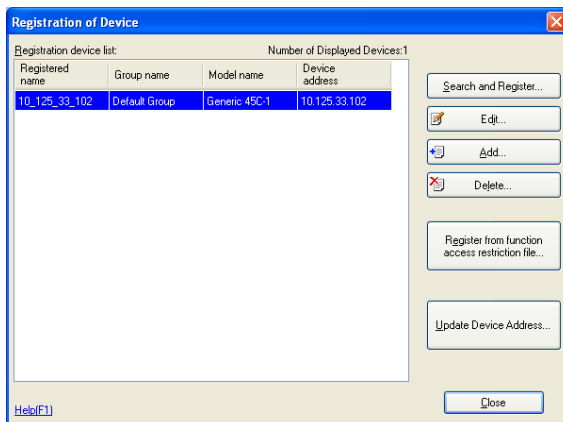 Registration of Device
Registration device list:
Number of Displayed Devices:1
Registered name
Group name
Model name
Device address
10_125_33_102
Default Group
Generic 45C-1
10.125.33.102
Search and Register...
Edit...
Add...
Delete...
Register from function
access restriction file...
Update Device Address...
Help(F1)
Close